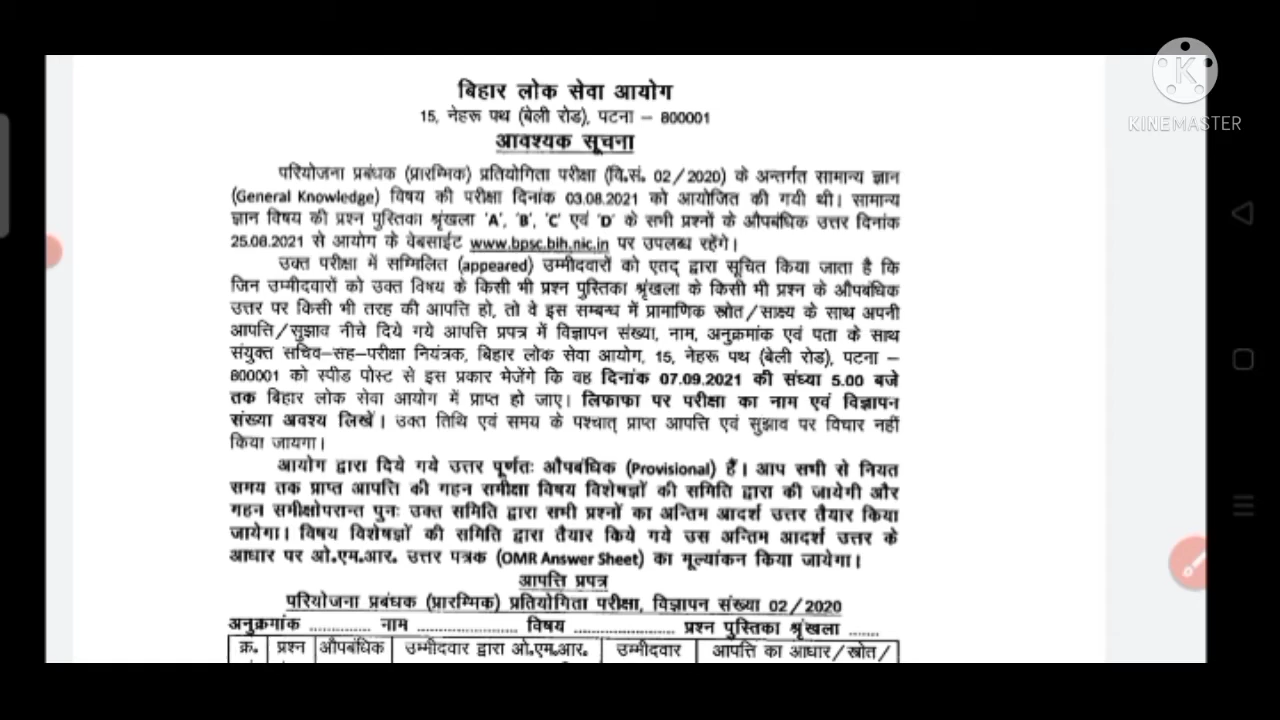 KINEMASTER
बिहार लोक सेवा आयोग
15, नेहरू पथ (बेली रोड), पटना – 800001
आवश्यक सूचना
परियोजना प्रबंधक (प्रारम्भिक) प्रतियोगिता परीक्षा (वि.सं. 02/2020) के अन्तर्गत सामान्य ज्ञान
(General Knowledge) विषय की परीक्षा दिनांक 03.08.2021 को आयोजित की गयी थी। सामान्य
ज्ञान विषय की प्रश्न पुस्तिका श्रृंखला 'A', 'B', 'C' एवं 'D' के सभी प्रश्नों के औपबंधिक उत्तर दिनांक
25.08.2021 से आयोग के वेबसाईट www.bpsc.bih.nic.in पर उपलब्ध रहेंगे।
उक्त परीक्षा में सम्मिलित (appeared) उम्मीदवारों को एतद् द्वारा सूचित किया जाता है कि
जिन उम्मीदवारों को उक्त विषय के किसी भी प्रश्न पुस्तिका श्रृंखला के किसी भी प्रश्न के औपबंधिक
उत्तर पर किसी भी तरह की आपत्ति हो, तो वे इस सम्बन्ध में प्रामाणिक स्रोत/साक्ष्य के साथ अपनी
आपत्ति/सुझाव नीचे दिये गये आपत्ति प्रपत्र में विज्ञापन संख्या, नाम, अनुक्रमांक एवं पता के साथ
संयुक्त सचिव–सह–परीक्षा नियंत्रक, बिहार लोक सेवा आयोग, 15, नेहरू पथ (बेली रोड), पटना –
800001 को स्पीड पोस्ट से इस प्रकार भेजेंगे कि वह दिनांक 07.09.2021 की संध्या 5.00 बजे
तक बिहार लोक सेवा आयोग में प्राप्त हो जाए। लिफाफा पर परीक्षा का नाम एवं विज्ञापन
संख्या अवश्य लिखें। उक्त तिथि एवं समय के पश्चात् प्राप्त आपत्ति एवं सुझाव पर विचार नहीं
किया जायगा।
आयोग द्वारा दिये गये उत्तर पूर्णतः औपबंधिक (Provisional) हैं। आप सभी से नियत
समय तक प्राप्त आपत्ति की गहन समीक्षा विषय विशेषज्ञों की समिति द्वारा की जायेगी और
गहन समीक्षोपरान्त पुनः उक्त समिति द्वारा सभी प्रश्नों का अन्तिम आदर्श उत्तर तैयार किया
जायेगा। विषय विशेषज्ञों की समिति द्वारा तैयार किये गये उस अन्तिम आदर्श उत्तर के
आधार पर ओ.एम.आर. उत्तर पत्रक (OMR Answer Sheet) का मूल्यांकन किया जायेगा।
आपत्ति प्रपत्र
परियोजना प्रबंधक (प्रारम्भिक) प्रतियोगिता परीक्षा, विज्ञापन संख्या 02/2020
अनुक्रमांक .............. नाम ....................... विषय ....................... प्रश्न पुस्तिका श्रृंखला .......
क्र. प्रश्न औपबंधिक उम्मीदवार द्वारा ओ.एम.आर. उम्मीदवार आपत्ति का आधार/स्रोत/